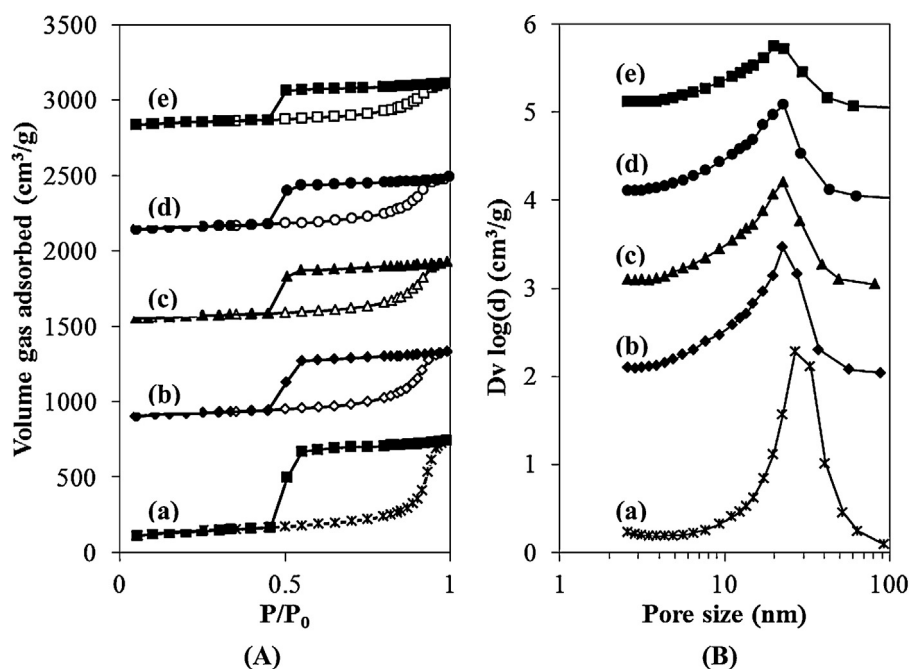 Volume gas adsorbed (cm³/g)
3500
3000
2500
2000
1500
1000
500
0
(e)
(d)
(c)
(b)
(a)
0
0.5
1
P/P₀
(A)
Dv log(d) (cm³/g)
6
5
4
3
2
1
0
(e)
(d)
(c)
(b)
(a)
1
10
100
Pore size (nm)
(B)